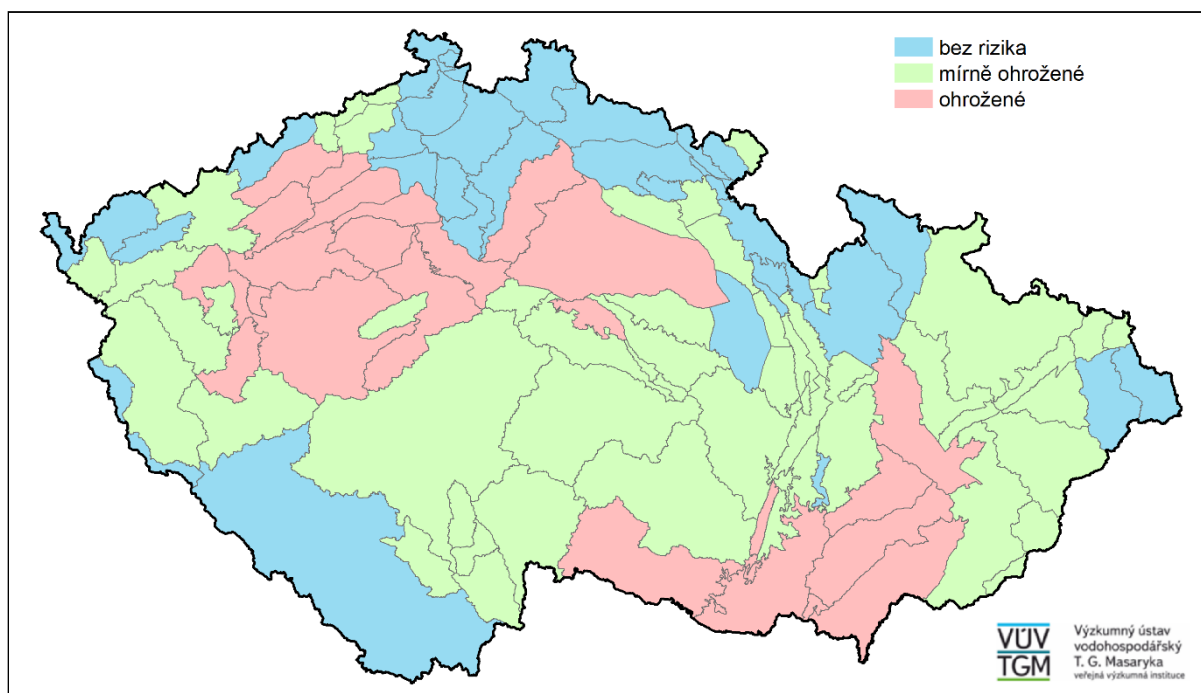 bez rizika
mírně ohrožené
ohrožené
VÚV
TGM
Výzkumný ústav
vodohospodářský
T. G. Masaryka
veřejná výzkumná instituce